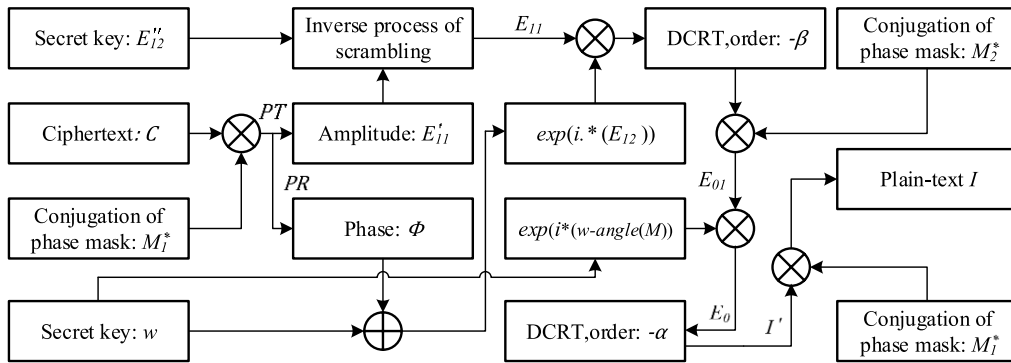 Secret key: E''12
Inverse process of
scrambling
E11
DCRT,order: -β
Conjugation of
phase mask: M2*
Ciphertext: C
PT
Amplitude: E'11
exp(i.*(E12))
E01
Plain-text I
PR
Conjugation of
phase mask: M1*
Phase: Φ
exp(i*(w-angle(M))
Secret key: w
DCRT,order: -α
E0
I'
Conjugation of
phase mask: M1*